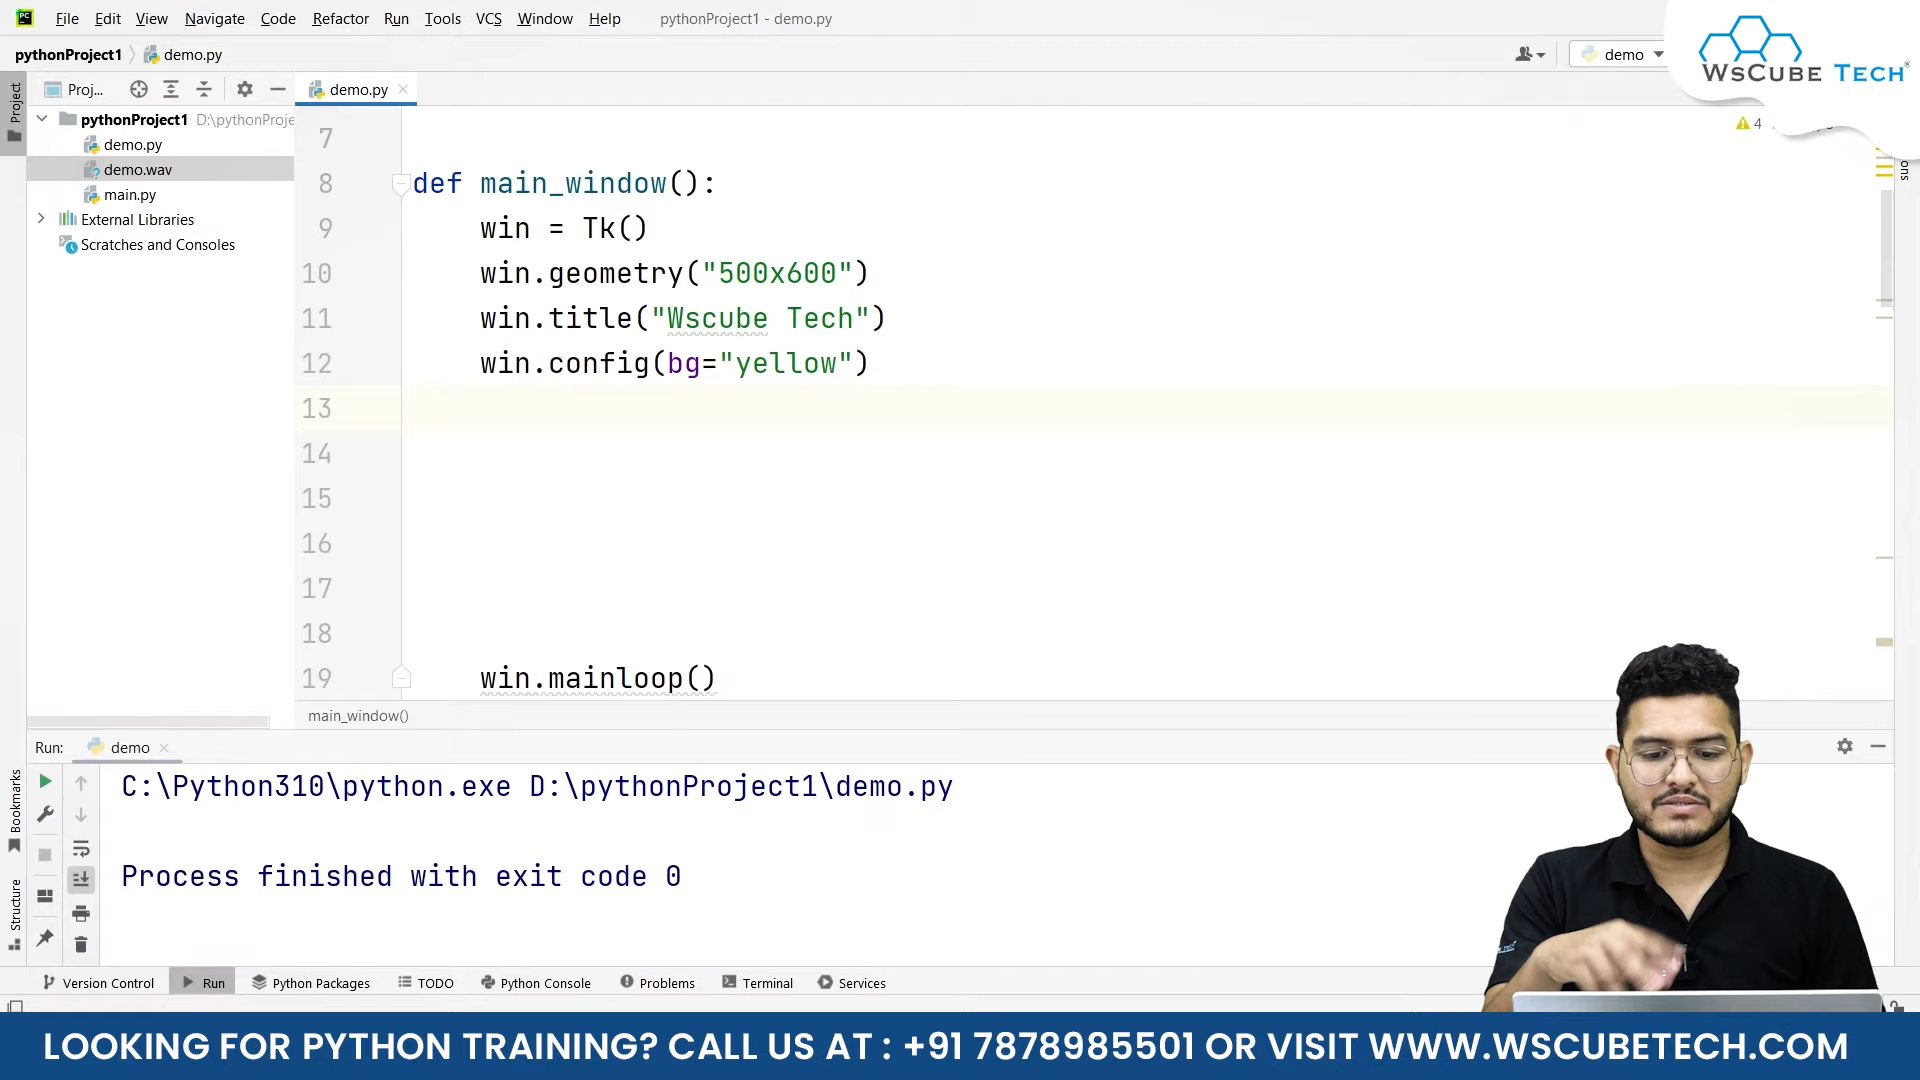 File Edit View Navigate Code Refactor Run Tools VCS Window Help pythonProject1 - demo.py
pythonProject1 demo.py demo
WsCube Tech
Project
Proj...
demo.py
4
pythonProject1 D:\pythonProje
demo.py
demo.wav
main.py
External Libraries
Scratches and Consoles
ons
7
8 def main_window():
9 win = Tk()
10 win.geometry("500x600")
11 win.title("Wscube Tech")
12 win.config(bg="yellow")
13
14
15
16
17
18
19 win.mainloop()
main_window()
Run: demo
C:\Python310\python.exe D:\pythonProject1\demo.py
Process finished with exit code 0
Bookmarks
Structure
Version Control Run Python Packages TODO Python Console Problems Terminal Services
LOOKING FOR PYTHON TRAINING? CALL US AT : +91 7878985501 OR VISIT WWW.WSCUBETECH.COM